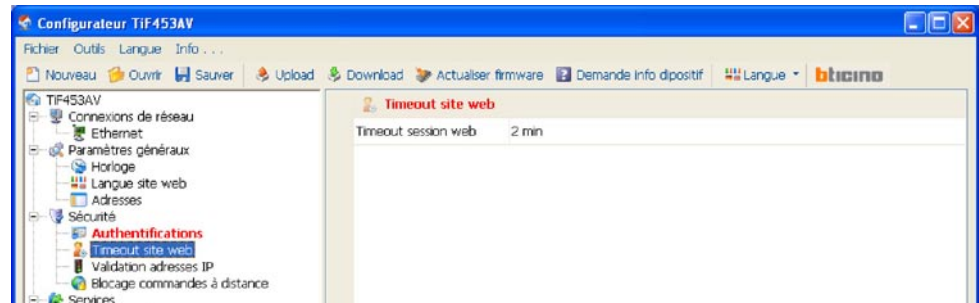 Configurateur TiF453AV
Fichier Outils Langue Info . . .
Nouveau Ouvrir Sauver Upload Download Actualiser firmware Demande info dipositif Langue bticino
TiF453AV
Connexions de réseau
Ethernet
Paramètres généraux
Horloge
Langue site web
Adresses
Sécurité
Authentifications
Timeout site web
Validation adresses IP
Blocage commandes à distance
Services
Timeout site web
Timeout session web 2 min